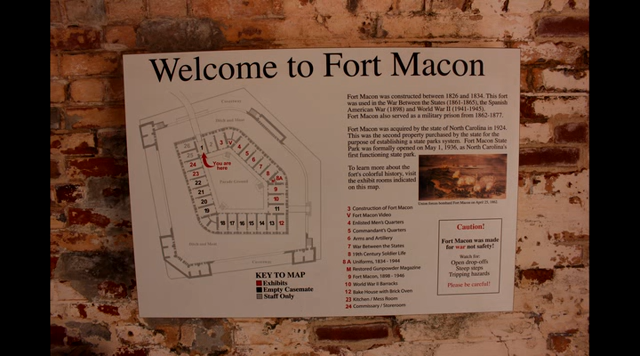 Welcome to Fort Macon
Fort Macon was constructed between 1826 and 1834. This fort
was used in the War Between the States (1861-1865), the Spanish
American War (1898) and World War II (1941-1945).
Fort Macon also served as a military prison from 1862-1877.
Fort Macon was acquired by the state of North Carolina in 1924.
This was the second property purchased by the state for the
purpose of establishing a state parks system. Fort Macon State
Park was formally opened on May 1, 1936, as North Carolina's
first functioning state park.
To learn more about the
fort's colorful history, visit
the exhibit rooms indicated
on this map.
You are
here
3 Construction of Fort Macon
V Fort Macon Video
4 Enlisted Men's Quarters
5 Commandant's Quarters
6 Arms and Artillery
7 War Between the States
8 19th Century Soldier Life
8 A Uniforms, 1834 - 1944
M Restored Gunpowder Magazine
9 Fort Macon, 1898 - 1946
10 World War II Barracks
12 Bake House with Brick Oven
23 Kitchen / Mess Room
24 Commissary / Storeroom
Caution!
Fort Macon was made
for war not safety!
Watch for:
Open drop-offs
Steep steps
Tripping hazards
Please be careful!
KEY TO MAP
Exhibits
Empty Casemate
Staff Only